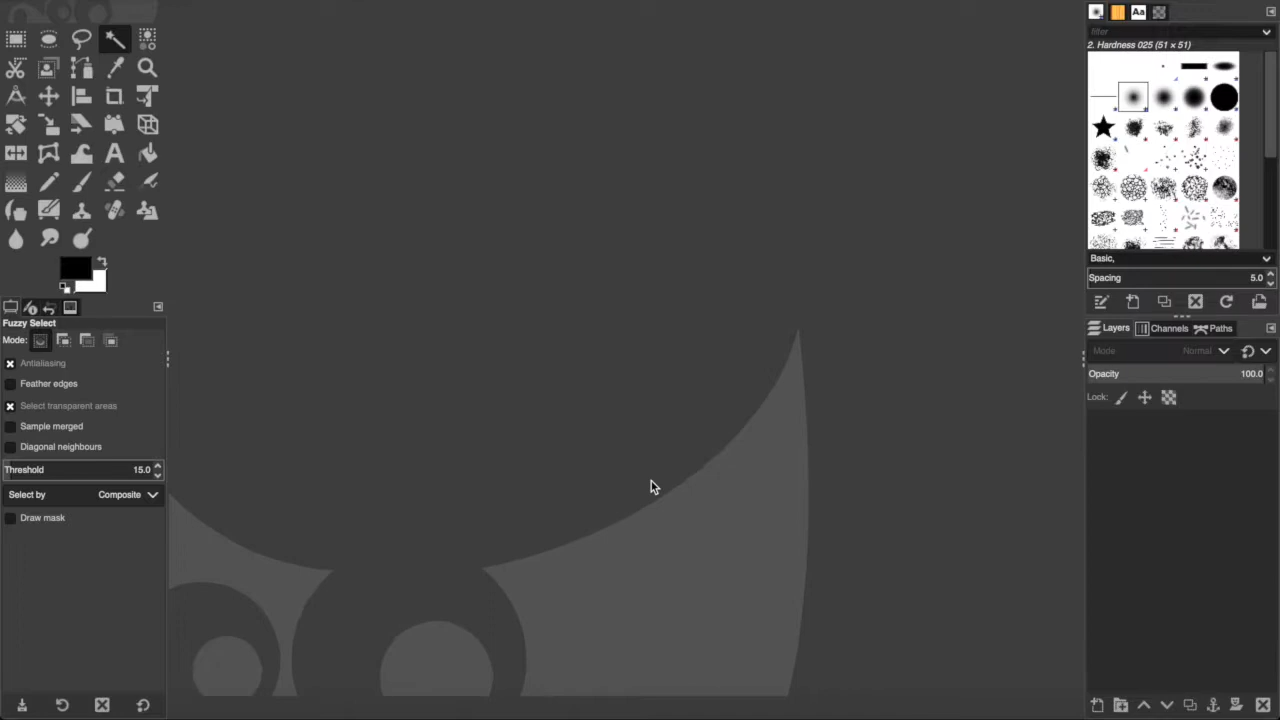 Aa
filter
2. Hardness 025 (51 × 51)
Basic,
Spacing 5.0
Fuzzy Select
Mode:
Antialiasing
Feather edges
Select transparent areas
Sample merged
Diagonal neighbours
Threshold 15.0
Select by Composite
Draw mask
Layers Channels Paths
Mode Normal
Opacity 100.0
Lock: